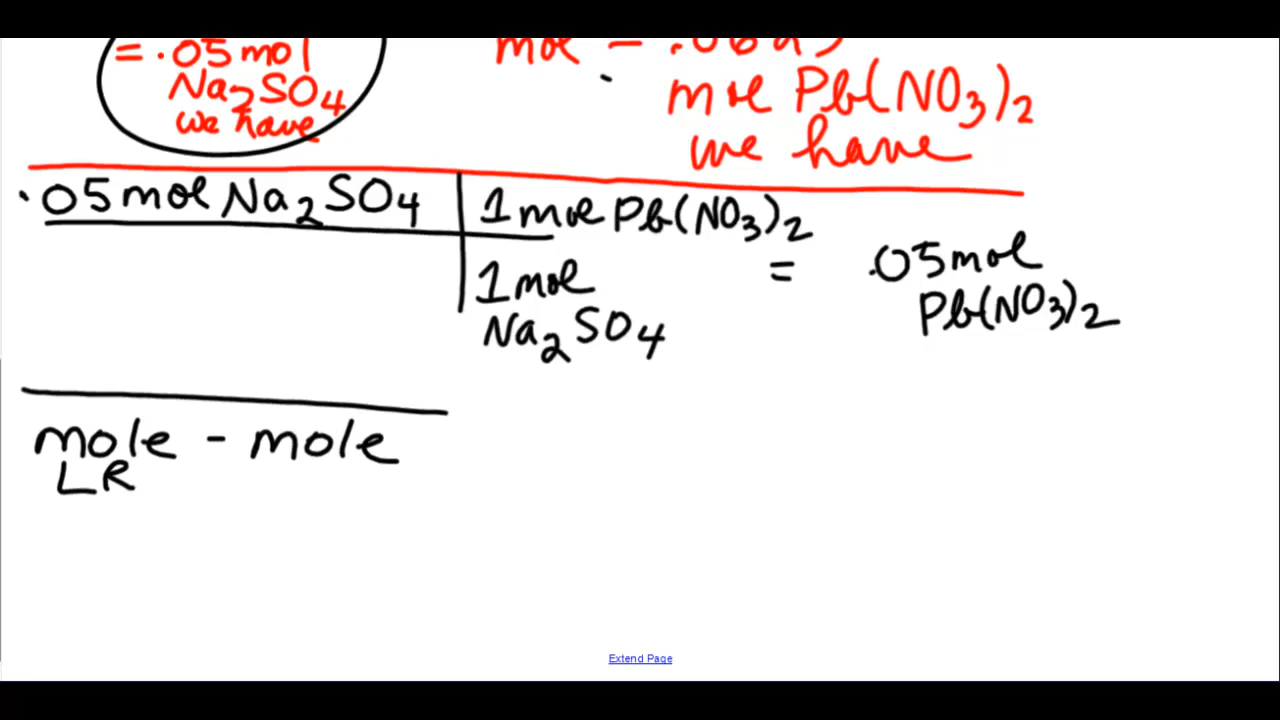 = .05 mol
Na2SO4
we have
mol =
mol Pb(NO3)2
we have
.05 mol Na2SO4
1 mol Pb(NO3)2
1 mol
Na2SO4
= .05 mol
Pb(NO3)2
mole - mole
LR
Extend Page